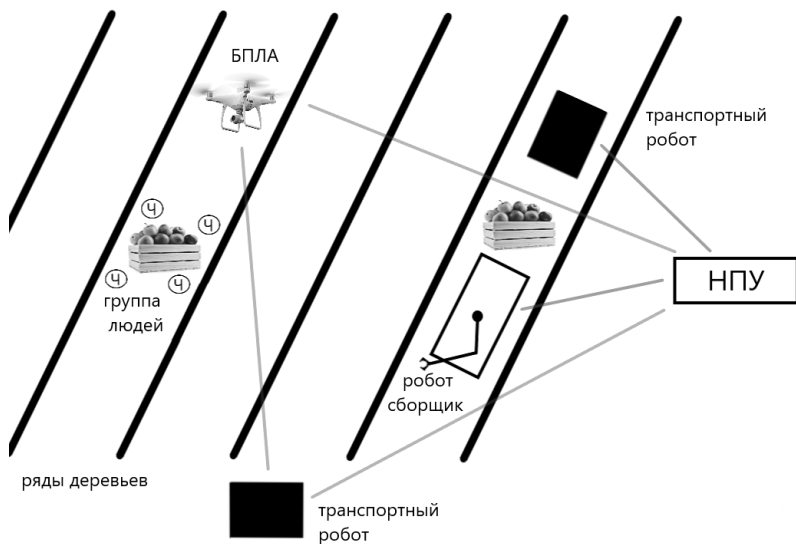 БПЛА
транспортный
робот
Ч
Ч
Ч
Ч
группа
людей
НПУ
робот
сборщик
ряды деревьев
транспортный
робот